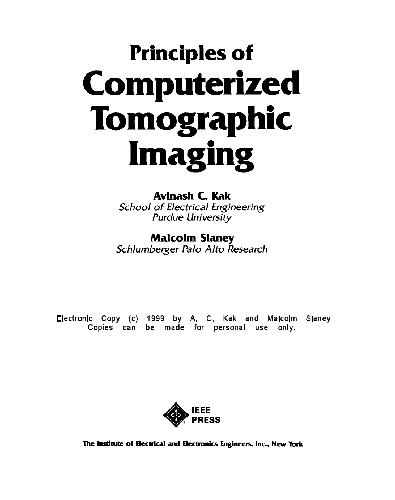 Principles of
Computerized
Tomographic
Imaging
Avinash C. Kak
School of Electrical Engineering
Purdue University
Malcolm Slaney
Schlumberger Palo Alto Research
Electronic Copy (c) 1999 by A. C. Kak and Malcolm Slaney
Copies can be made for personal use only.
IEEE
PRESS
The Institute of Electrical and Electronics Engineers, Inc., New York